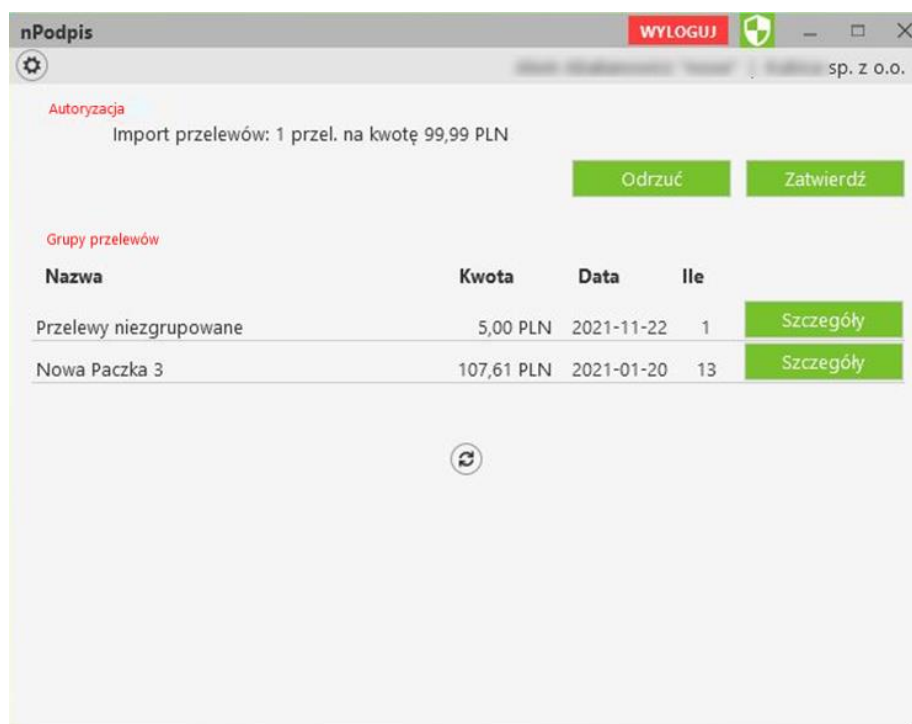 nPodpis WYLOGUJ
sp. z o.o.
Autoryzacja
Import przelewów: 1 przel. na kwotę 99,99 PLN
Odrzuć Zatwierdź
Grupy przelewów
Nazwa Kwota Data Ile
Przelewy niezgrupowane 5,00 PLN 2021-11-22 1 Szczegóły
Nowa Paczka 3 107,61 PLN 2021-01-20 13 Szczegóły